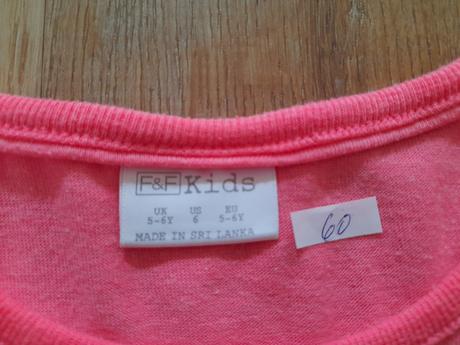 F&F Kids
UK US EU
5-6Y 6 5-6Y
MADE IN SRI LANKA
60